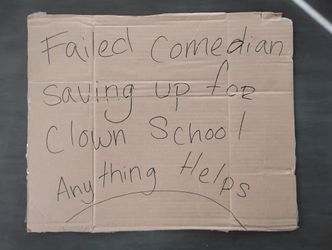 Failed Comedian
saving up for
Clown School
Anything Helps